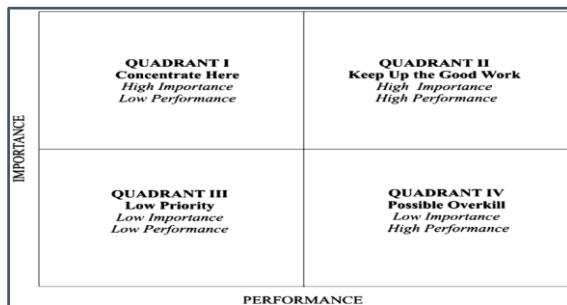 QUADRANT I
Concentrate Here
High Importance
Low Performance
QUADRANT II
Keep Up the Good Work
High Importance
High Performance
IMPORTANCE
QUADRANT III
Low Priority
Low Importance
Low Performance
QUADRANT IV
Possible Overkill
Low Importance
High Performance
PERFORMANCE